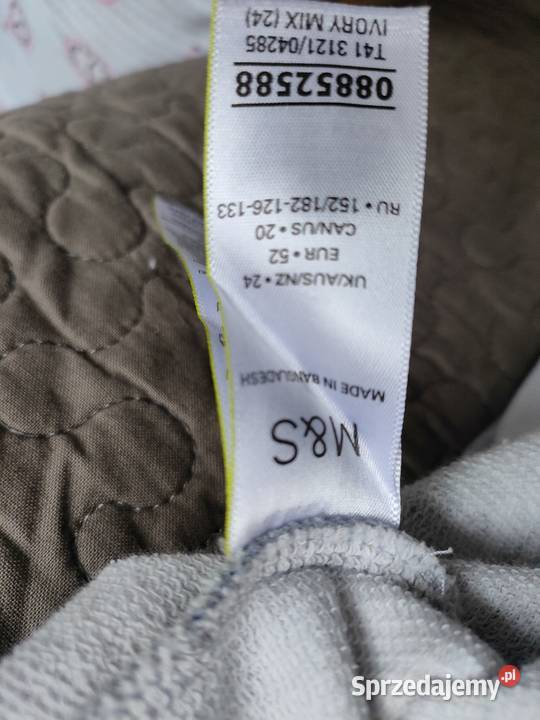 M&S
MADE IN BANGLADESH
UK/AUS/NZ • 24
EUR • 52
CAN/US • 20
RU • 152/182-126-133
08852588
T41 3121/04285
IVORY MIX (24)
Sprzedajemy.pl